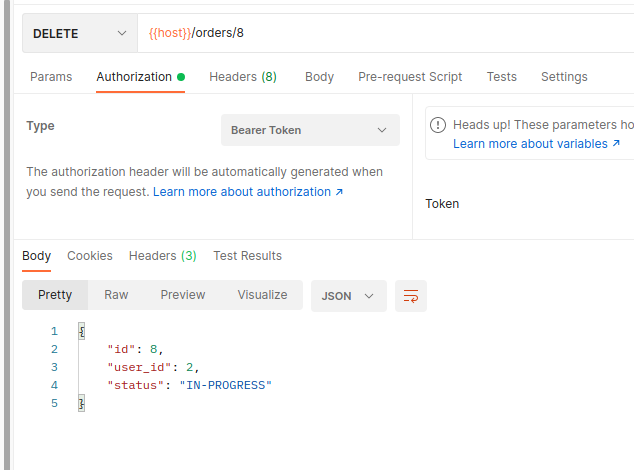 DELETE {{host}}/orders/8
Params Authorization Headers (8) Body Pre-request Script Tests Settings
Type Bearer Token
The authorization header will be automatically generated when
you send the request. Learn more about authorization ↗
Heads up! These parameters ho
Learn more about variables ↗
Token
Body Cookies Headers (3) Test Results
Pretty Raw Preview Visualize JSON
1 {
2 "id": 8,
3 "user_id": 2,
4 "status": "IN-PROGRESS"
5 }